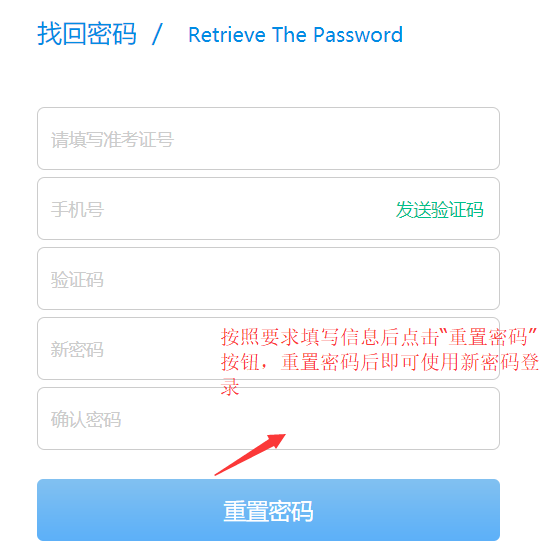 找回密码 / Retrieve The Password
请填写准考证号
手机号 发送验证码
验证码
新密码
按照要求填写信息后点击“重置密码”
按钮，重置密码后即可使用新密码登
录
确认密码
重置密码